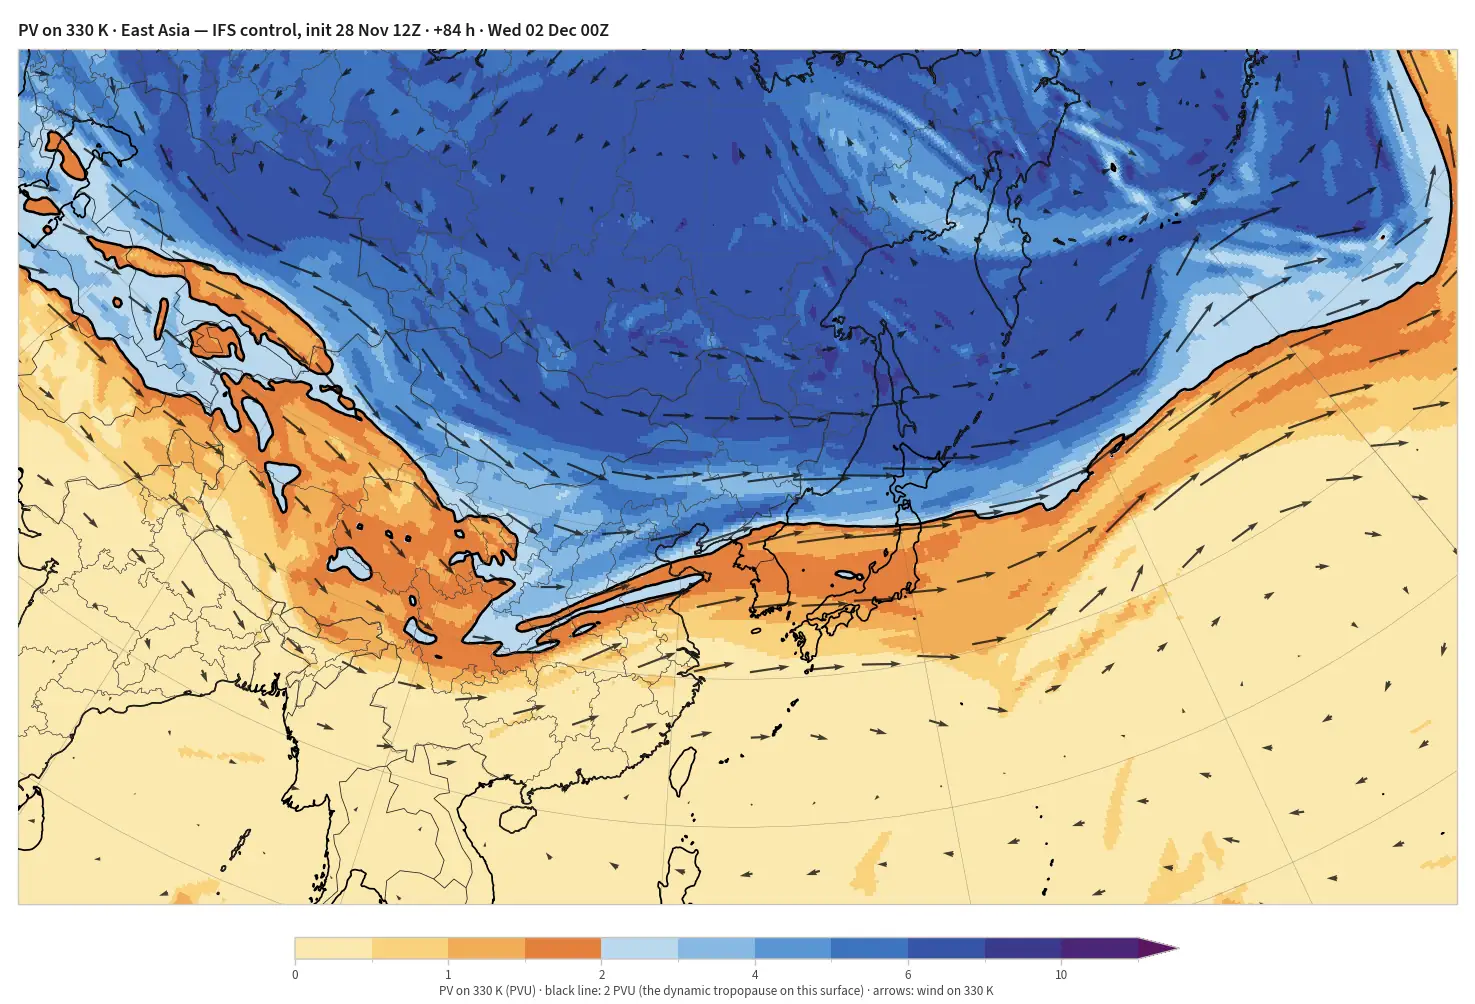 PV on 330 K · East Asia — IFS control, init 28 Nov 12Z · +84 h · Wed 02 Dec 00Z
0 1 2 4 6 10
PV on 330 K (PVU) · black line: 2 PVU (the dynamic tropopause on this surface) · arrows: wind on 330 K